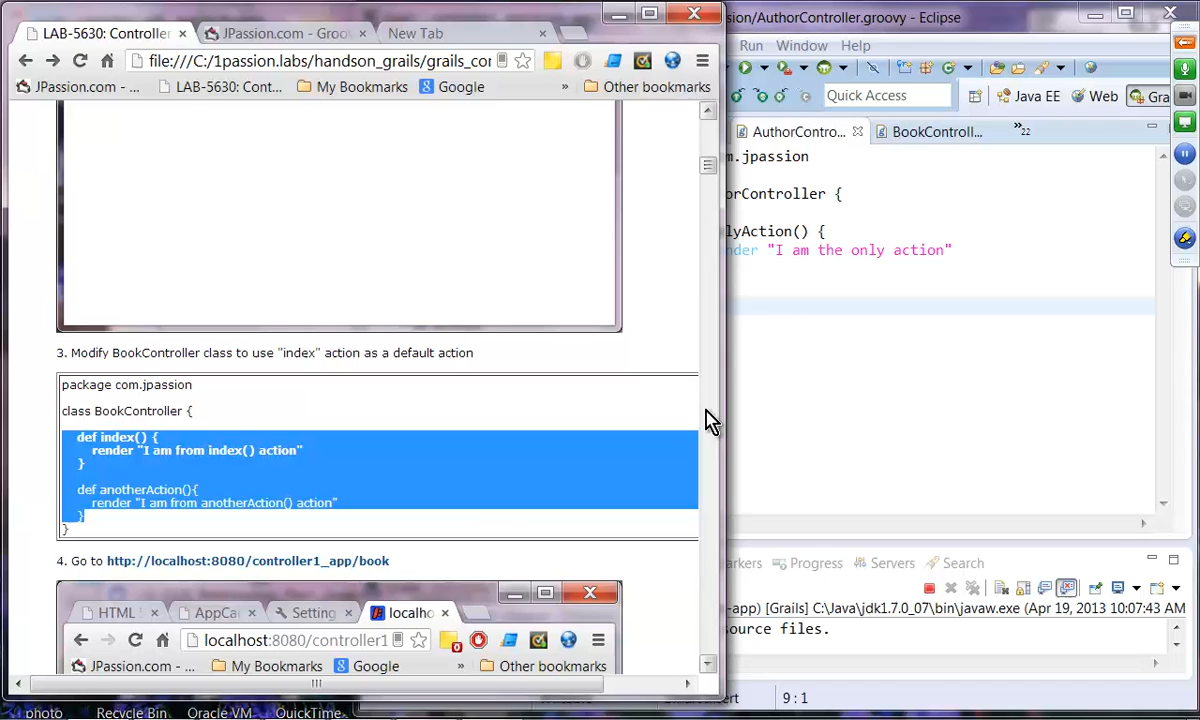 LAB-5630: Controller
JPassion.com - Groo
New Tab
file:///C:/1passion.labs/handson_grails/grails_cor
JPassion.com - ...
LAB-5630: Cont...
My Bookmarks
Google
»
Other bookmarks
3. Modify BookController class to use "index" action as a default action
package com.jpassion
class BookController {
def index() {
render "I am from index() action"
}
def anotherAction(){
render "I am from anotherAction() action"
}
}
4. Go to http://localhost:8080/controller1_app/book
HTML
AppCa
Setting
localho
localhost:8080/controller1
0
JPassion.com - ...
My Bookmarks
Google
»
Other bookmarks
sion/AuthorController.groovy - Eclipse
Run Window Help
Quick Access
Java EE
Web
Gra
AuthorContro...
BookControll...
»22
m.jpassion
orController {
lyAction() {
nder "I am the only action"
arkers
Progress
Servers
Search
-app) [Grails] C:\Java\jdk1.7.0_07\bin\javaw.exe (Apr 19, 2013 10:07:43 AM
ource files.
9 : 1
photo
Recycle Bin
Oracle VM
QuickTime